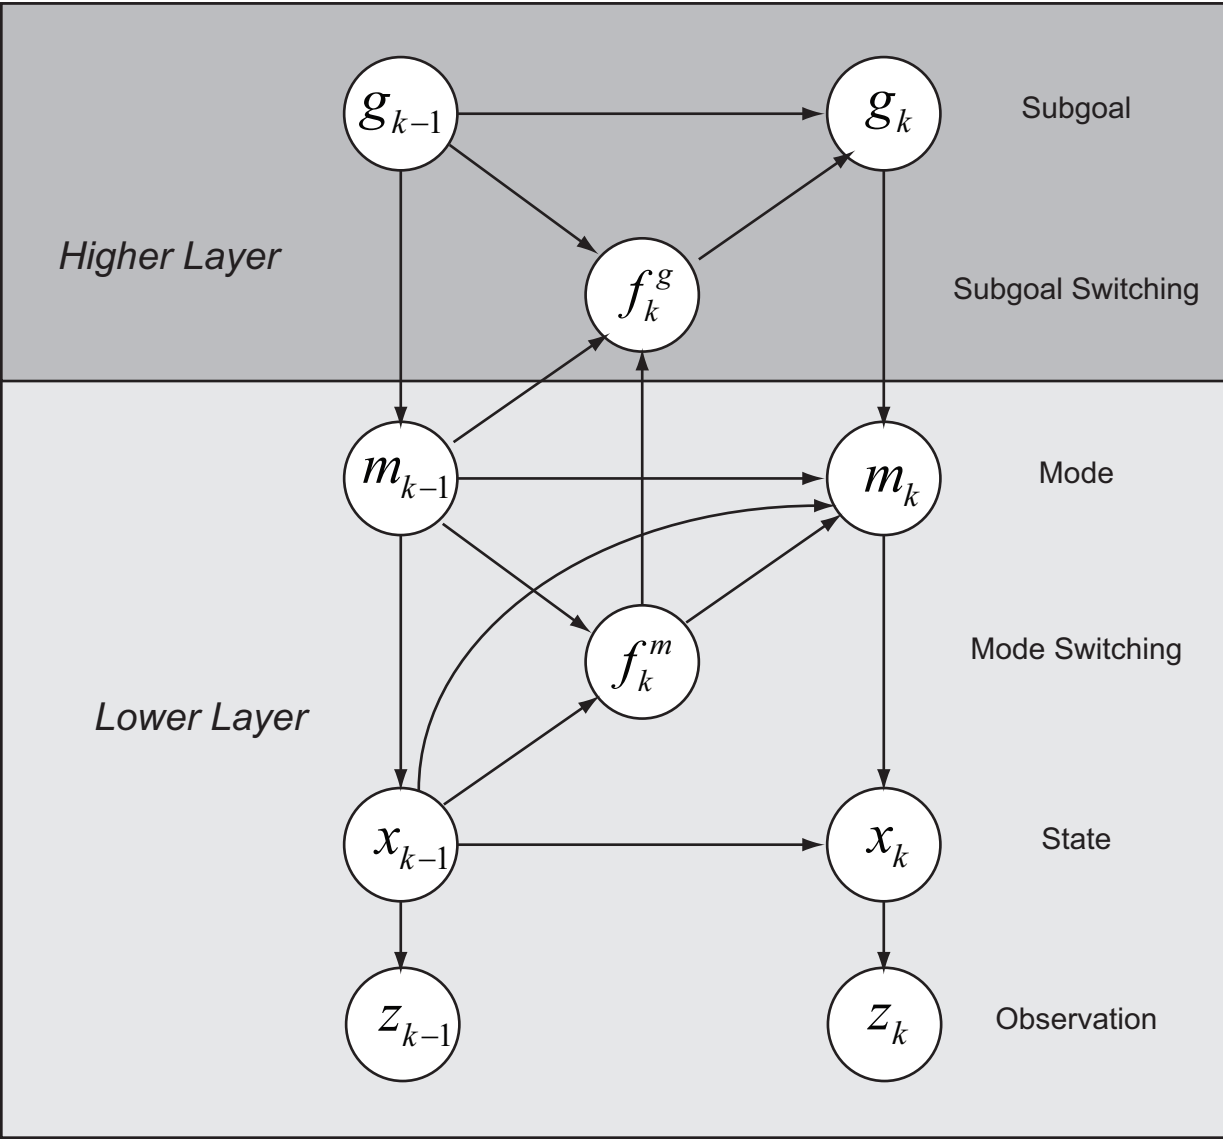 g_{k-1}
g_k
Subgoal
Higher Layer
f_k^g
Subgoal Switching
m_{k-1}
m_k
Mode
f_k^m
Mode Switching
Lower Layer
x_{k-1}
x_k
State
z_{k-1}
z_k
Observation